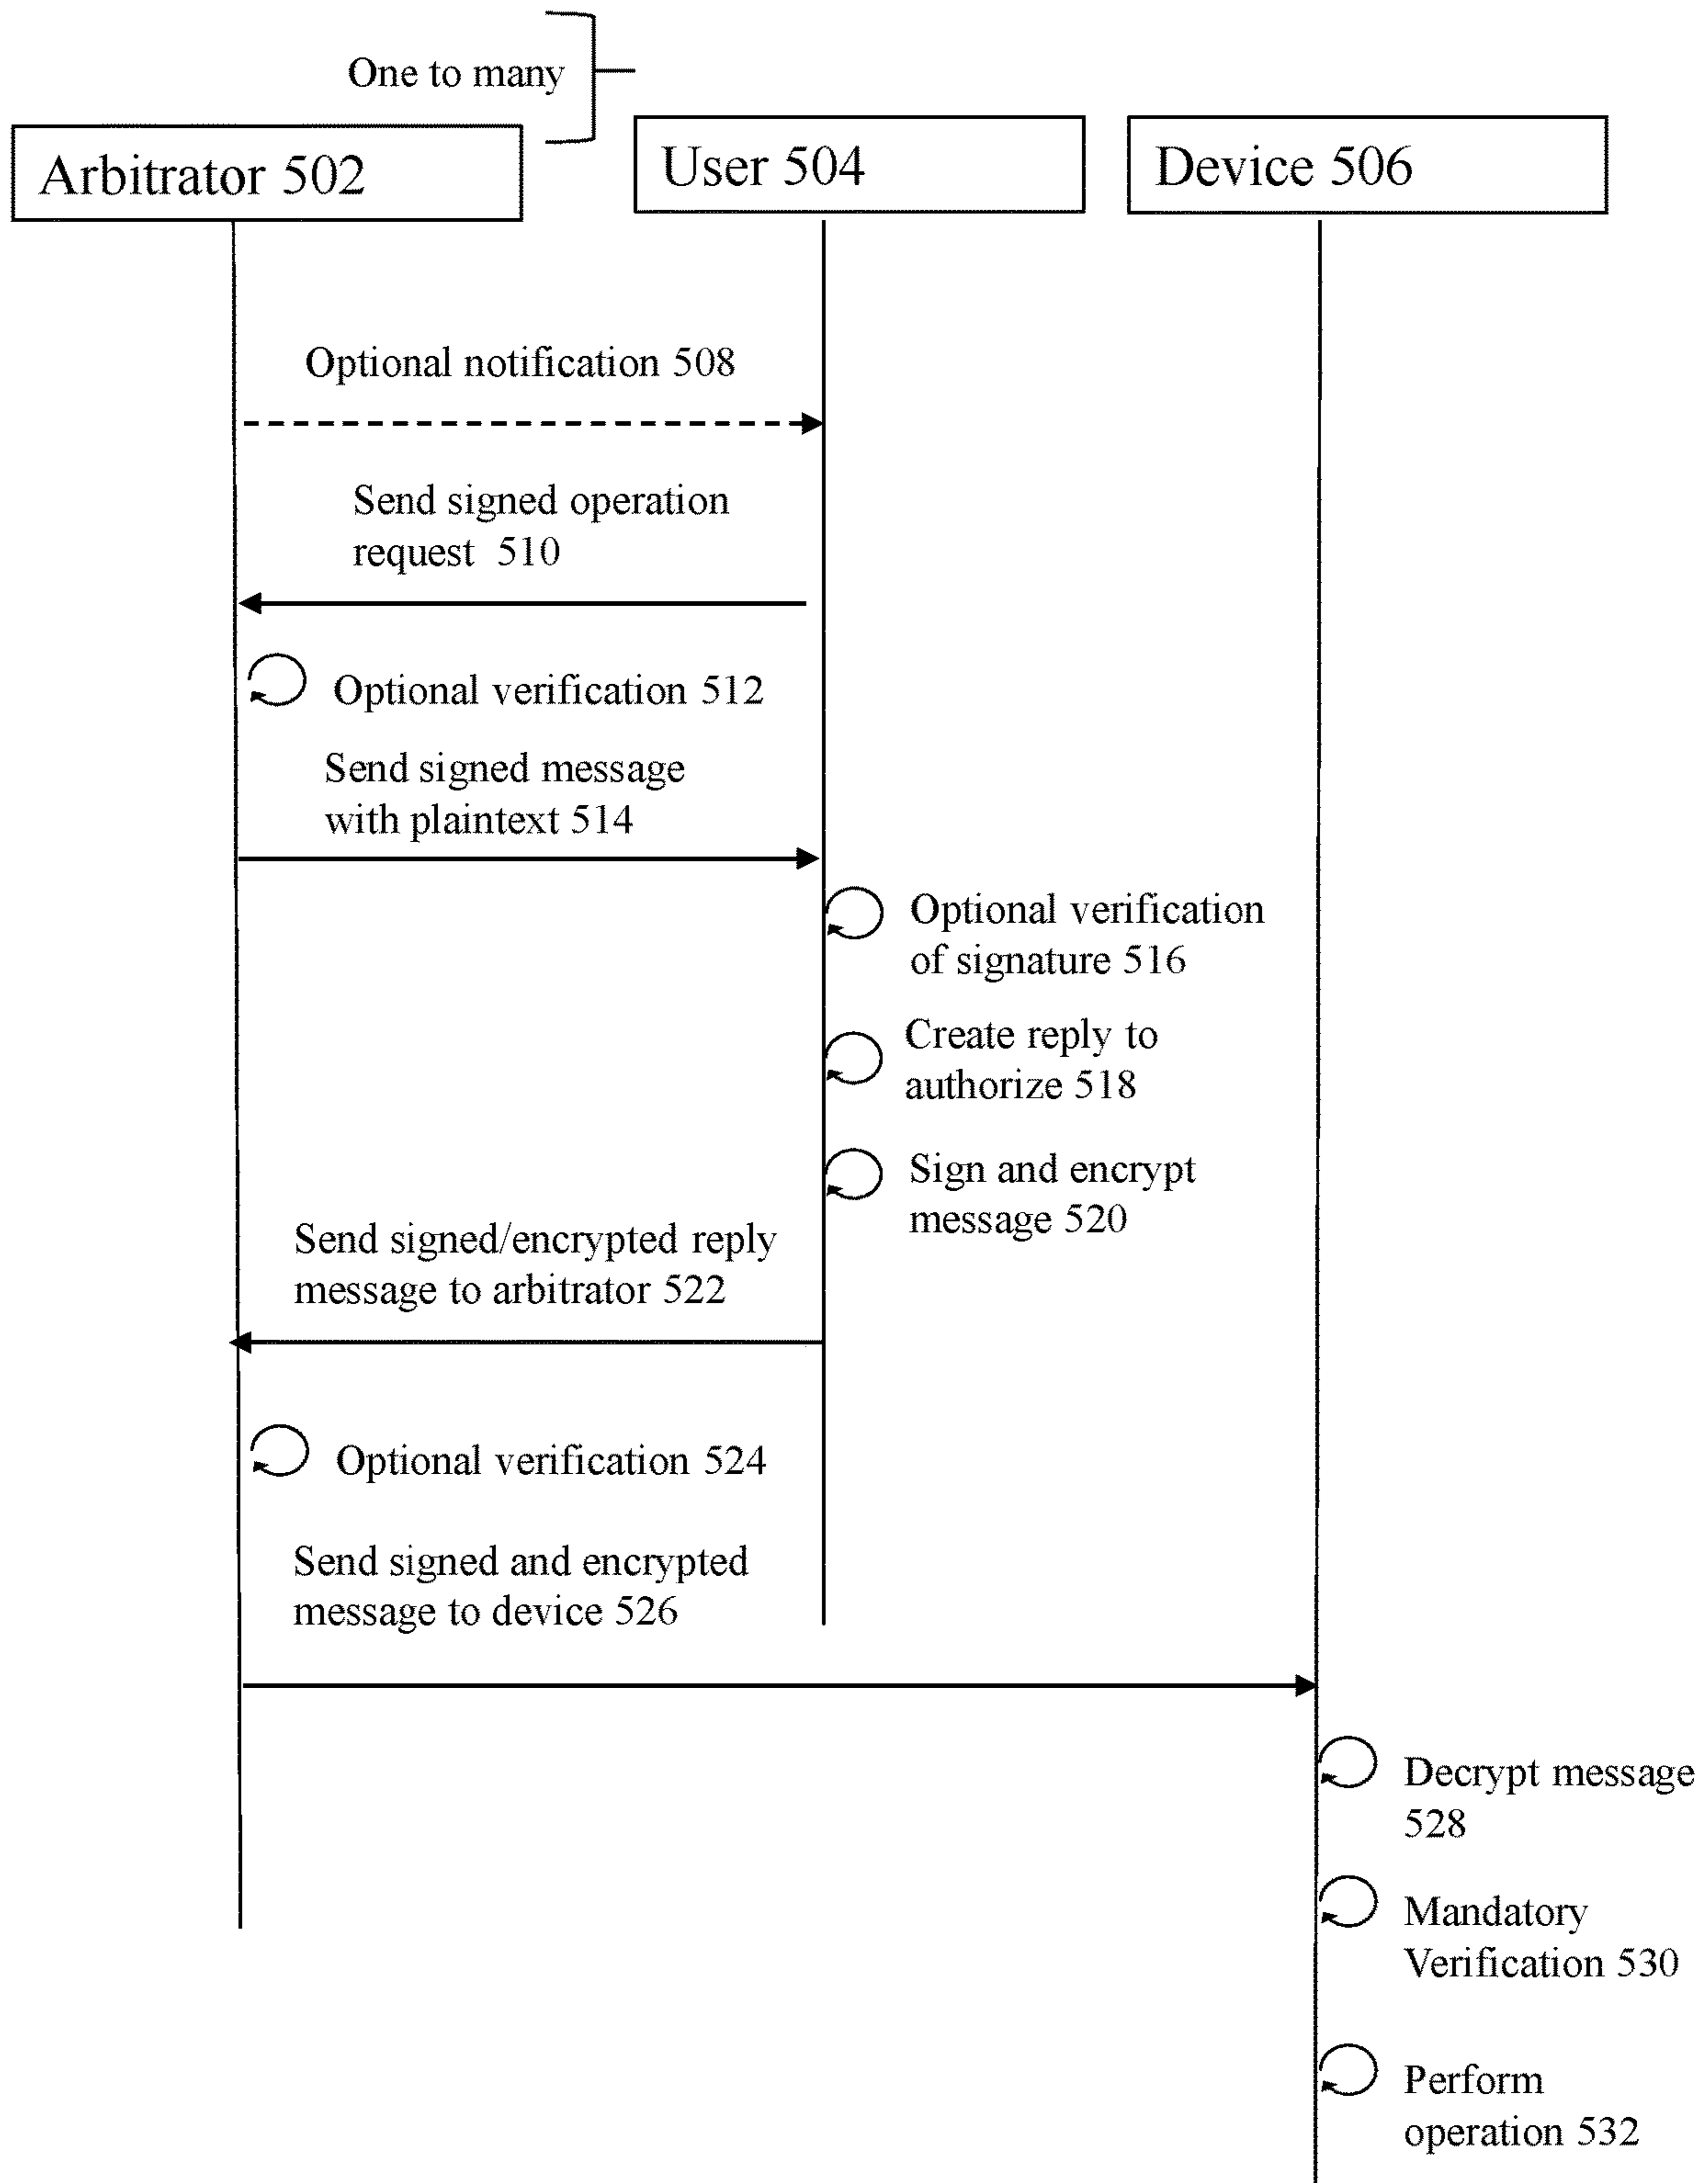 One to many
Arbitrator 502
User 504
Device 506
Optional notification 508
Send signed operation
request 510
Optional verification 512
Send signed message
with plaintext 514
Optional verification
of signature 516
Create reply to
authorize 518
Sign and encrypt
message 520
Send signed/encrypted reply
message to arbitrator 522
Optional verification 524
Send signed and encrypted
message to device 526
Decrypt message
528
Mandatory
Verification 530
Perform
operation 532